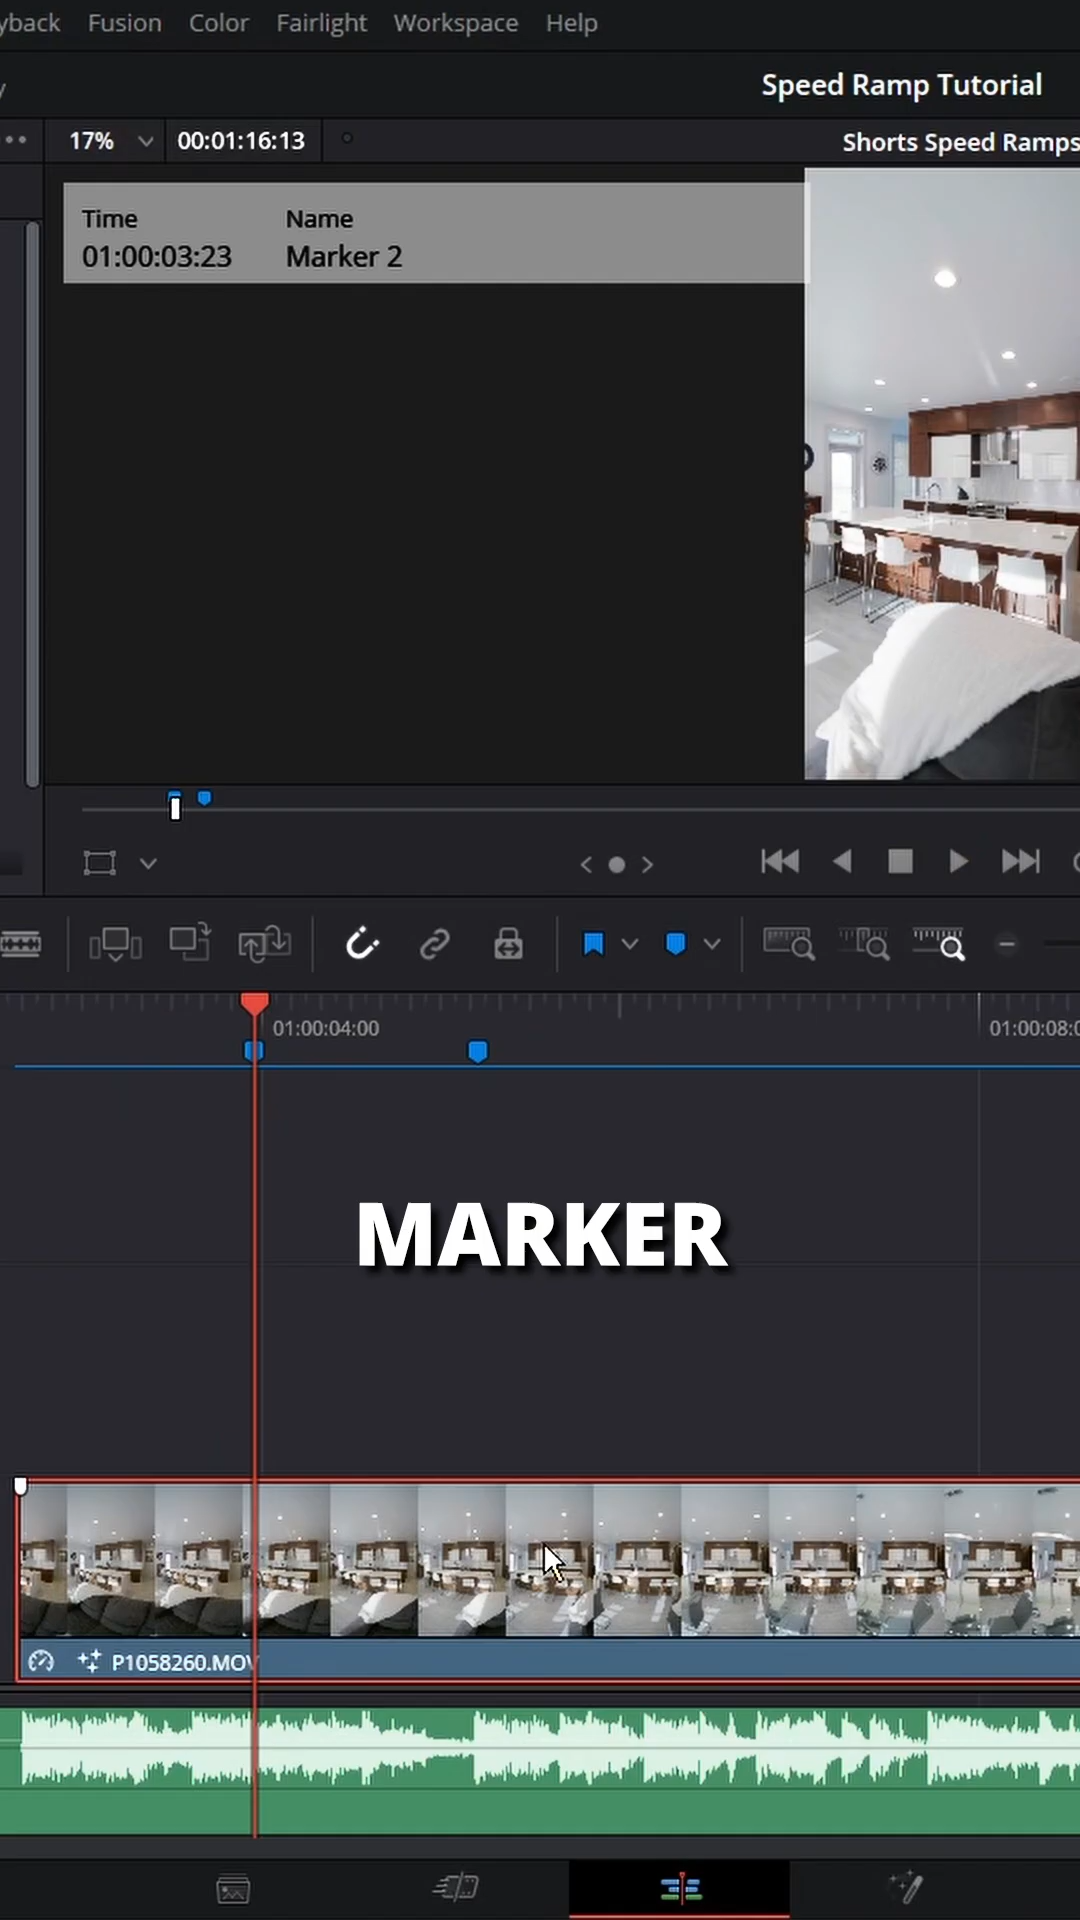 yback Fusion Color Fairlight Workspace Help
y
Speed Ramp Tutorial
17% 00:01:16:13
Shorts Speed Ramps
Time Name
01:00:03:23 Marker 2
01:00:04:00 01:00:08:0
MARKER
P1058260.MOV